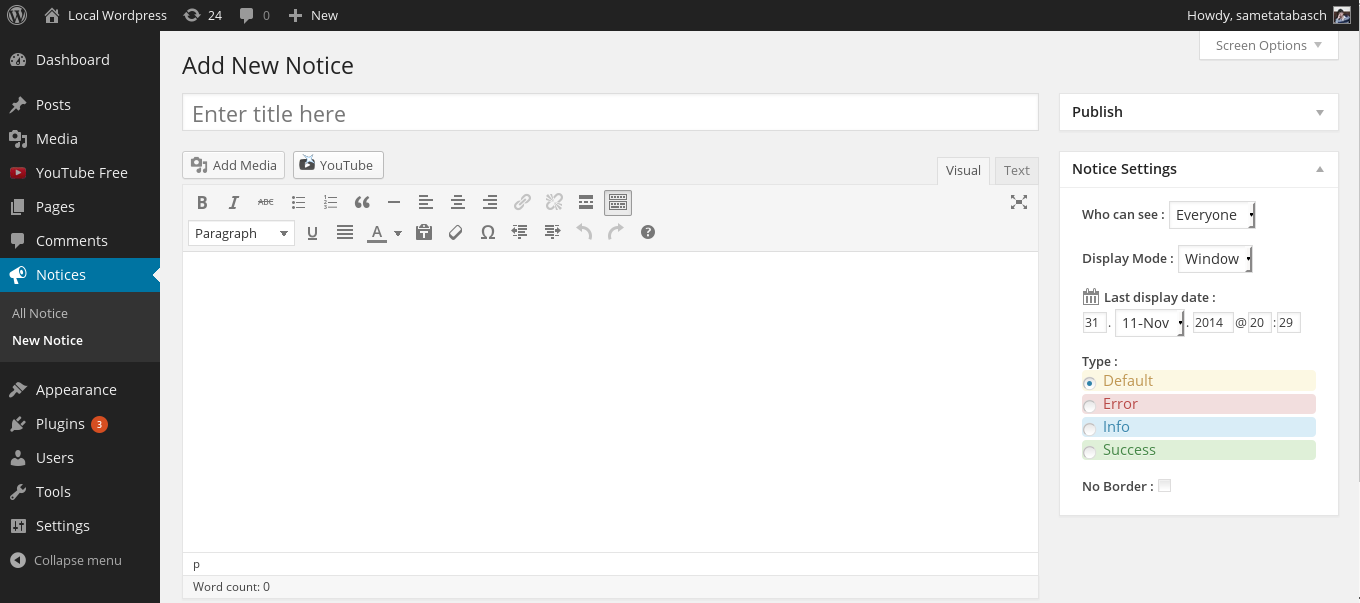 Local Wordpress 24 0 New Howdy, sametatabasch
Screen Options
Dashboard
Posts
Media
YouTube Free
Pages
Comments
Notices
All Notice
New Notice
Appearance
Plugins 3
Users
Tools
Settings
Collapse menu
Add New Notice
Enter title here
Add Media YouTube
Visual Text
B I ABC
Paragraph U A Ω ?
p
Word count: 0
Publish
Notice Settings
Who can see : Everyone
Display Mode : Window
Last display date :
31 . 11-Nov . 2014 @ 20 : 29
Type :
Default
Error
Info
Success
No Border :